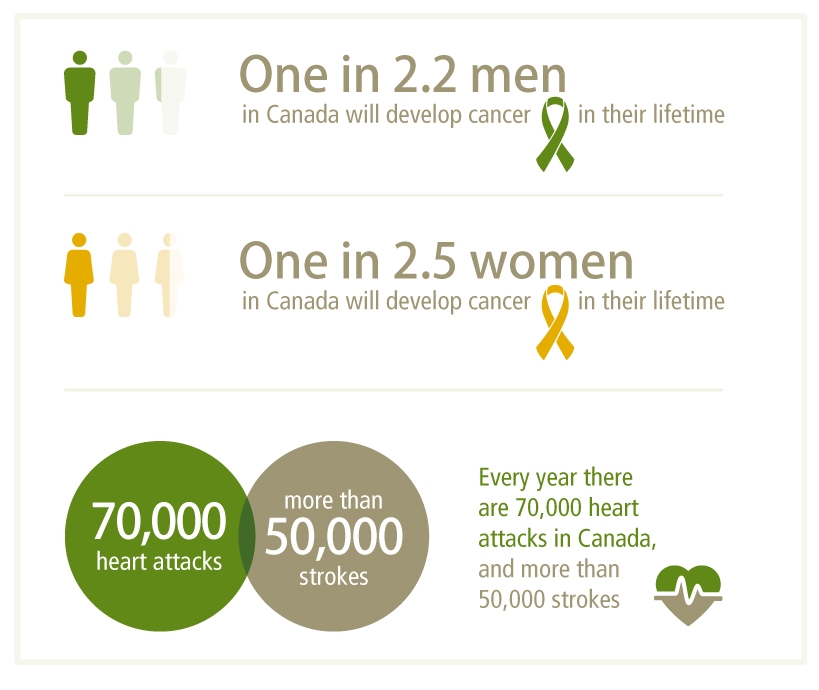 One in 2.2 men
in Canada will develop cancer in their lifetime
One in 2.5 women
in Canada will develop cancer in their lifetime
70,000
heart attacks
more than
50,000
strokes
Every year there
are 70,000 heart
attacks in Canada,
and more than
50,000 strokes